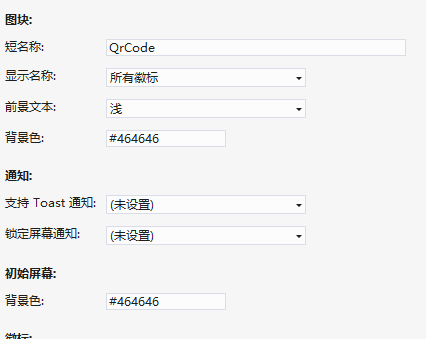 图块:
短名称: QrCode
显示名称: 所有徽标
前景文本: 浅
背景色: #464646
通知:
支持 Toast 通知: (未设置)
锁定屏幕通知: (未设置)
初始屏幕:
背景色: #464646
徽标: